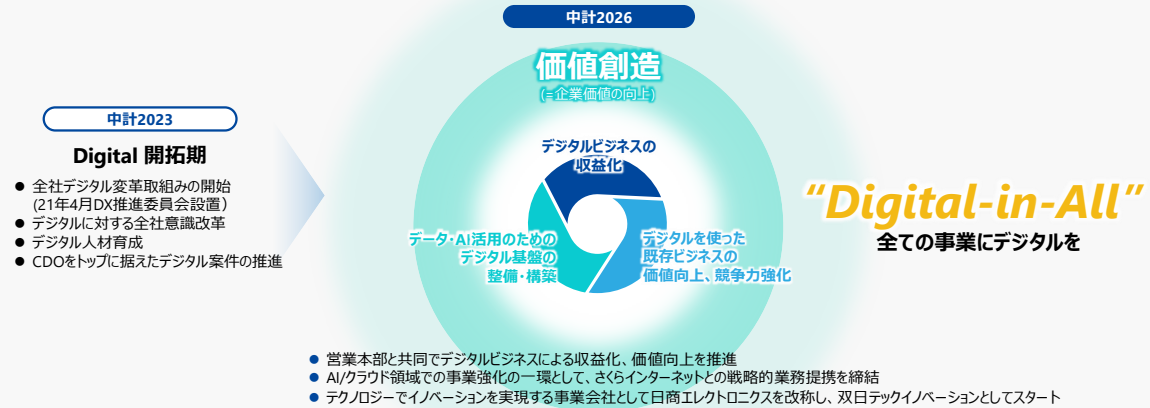 中計2026
価値創造
(=企業価値の向上)
中計2023
Digital 開拓期
● 全社デジタル変革取組みの開始
(21年4月DX推進委員会設置)
● デジタルに対する全社意識改革
● デジタル人材育成
● CDOをトップに据えたデジタル案件の推進
デジタルビジネスの
収益化
データ・AI活用のための
デジタル基盤の
整備・構築
デジタルを使った
既存ビジネスの
価値向上、競争力強化
“Digital-in-All”
全ての事業にデジタルを
● 営業本部と共同でデジタルビジネスによる収益化、価値向上を推進
● AI/クラウド領域での事業強化の一環として、さくらインターネットとの戦略的業務提携を締結
● テクノロジーでイノベーションを実現する事業会社として日商エレクトロニクスを改称し、双日テックイノベーションとしてスタート